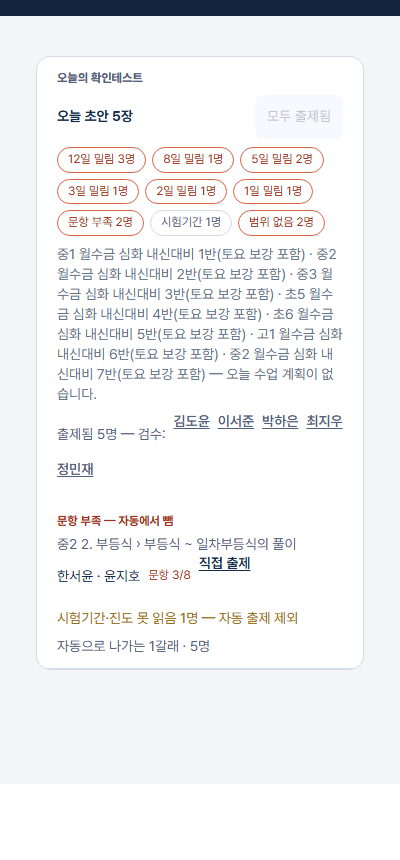 오늘의 확인테스트
오늘 초안 5장
모두 출제됨
12일 밀림 3명
8일 밀림 1명
5일 밀림 2명
3일 밀림 1명
2일 밀림 1명
1일 밀림 1명
문항 부족 2명
시험기간 1명
범위 없음 2명
중1 월수금 심화 내신대비 1반(토요 보강 포함) · 중2
월수금 심화 내신대비 2반(토요 보강 포함) · 중3 월
수금 심화 내신대비 3반(토요 보강 포함) · 초5 월수
금 심화 내신대비 4반(토요 보강 포함) · 초6 월수금
심화 내신대비 5반(토요 보강 포함) · 고1 월수금 심화
내신대비 6반(토요 보강 포함) · 중2 월수금 심화 내
신대비 7반(토요 보강 포함) — 오늘 수업 계획이 없
습니다.
출제됨 5명 — 검수: 김도윤 이서준 박하은 최지우
정민재
문항 부족 — 자동에서 뺌
중2 2. 부등식 › 부등식 ~ 일차부등식의 풀이
한서윤 · 윤지호 문항 3/8 직접 출제
시험기간·진도 못 읽음 1명 — 자동 출제 제외
자동으로 나가는 1갈래 · 5명